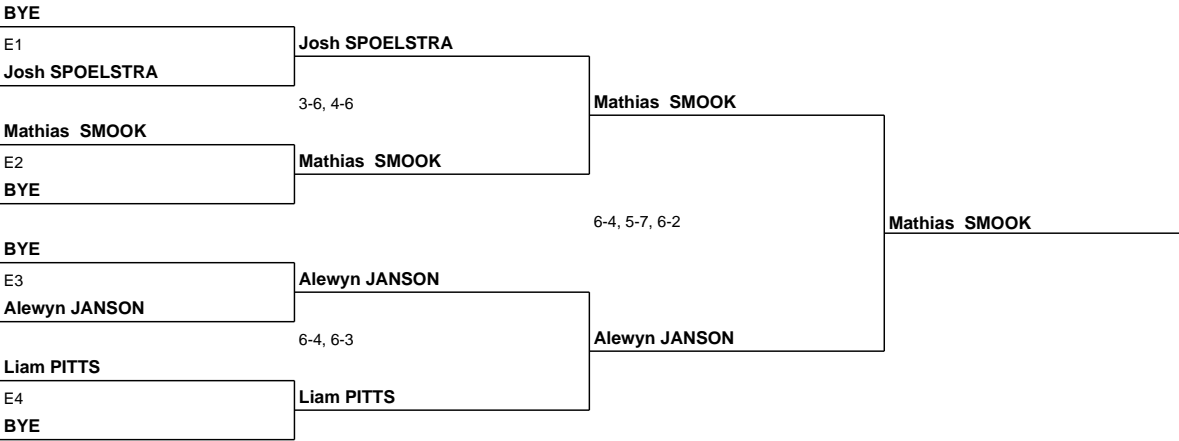 BYE
E1
Josh SPOELSTRA
Josh SPOELSTRA
3-6, 4-6
Mathias SMOOK
Mathias SMOOK
E2
BYE
Mathias SMOOK
6-4, 5-7, 6-2
Mathias SMOOK
BYE
E3
Alewyn JANSON
Alewyn JANSON
6-4, 6-3
Alewyn JANSON
Liam PITTS
E4
BYE
Liam PITTS